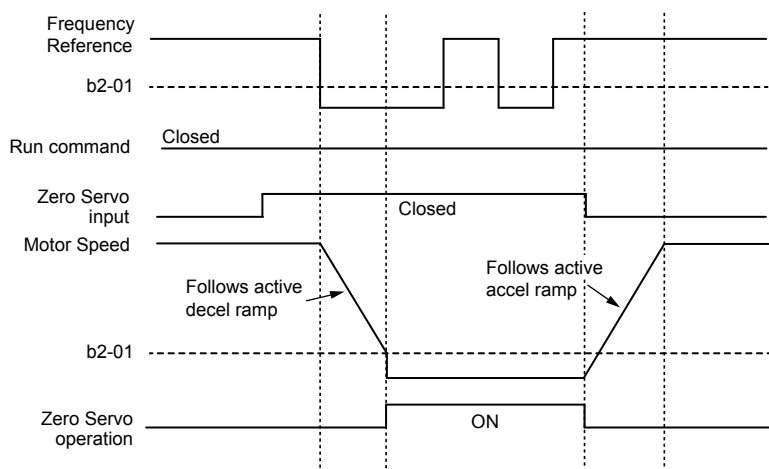 Frequency
Reference
b2-01
Closed
Run command
Zero Servo
input
Closed
Motor Speed
Follows active
decel ramp
Follows active
accel ramp
b2-01
Zero Servo
operation
ON